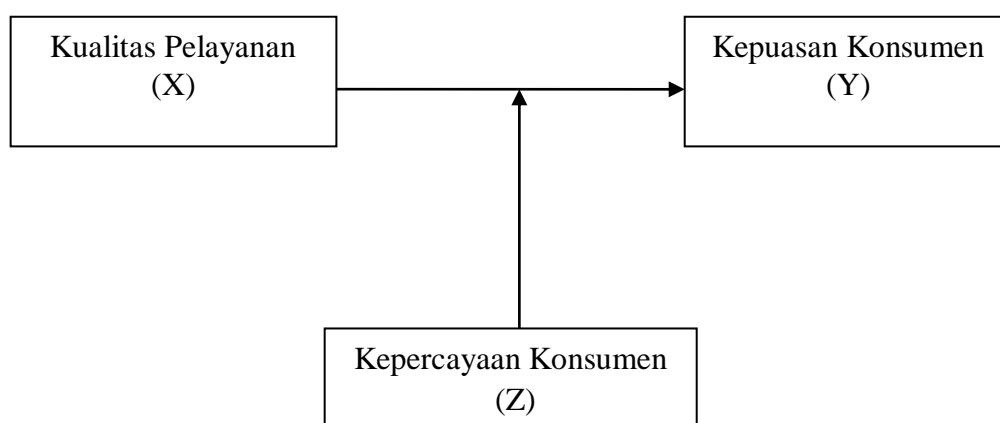 Kualitas Pelayanan
(X)
Kepuasan Konsumen
(Y)
Kepercayaan Konsumen
(Z)